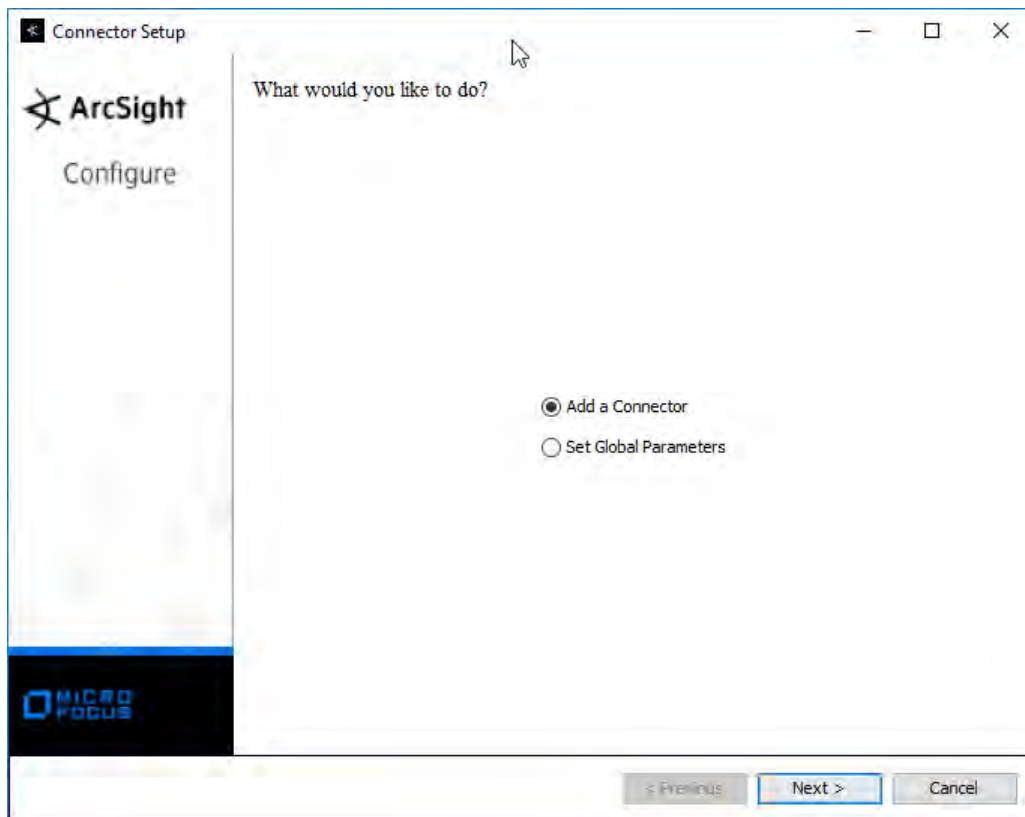 Connector Setup
ArcSight
Configure
What would you like to do?
Add a Connector
Set Global Parameters
MICRO
FOCUS
< Previous
Next >
Cancel